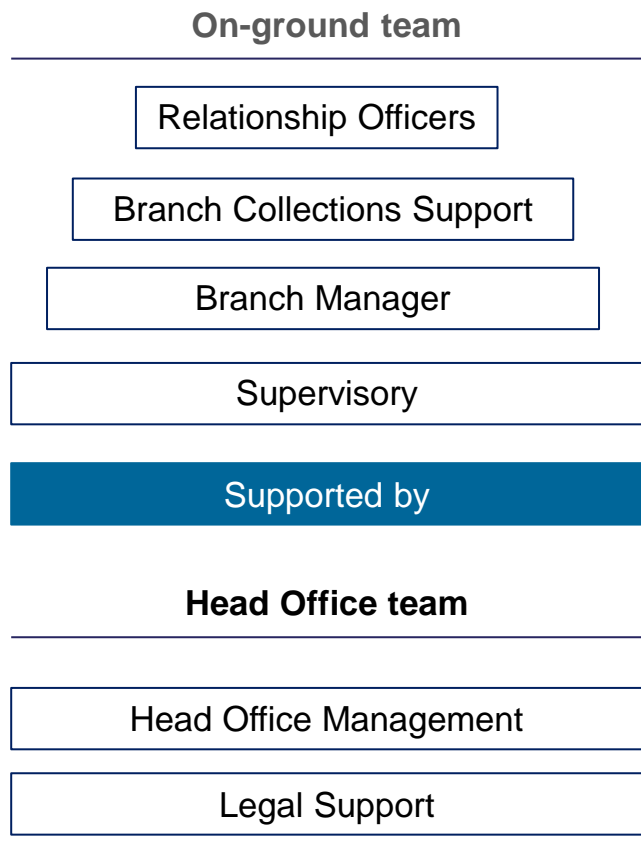 On-ground team
Relationship Officers
Branch Collections Support
Branch Manager
Supervisory
Supported by
Head Office team
Head Office Management
Legal Support